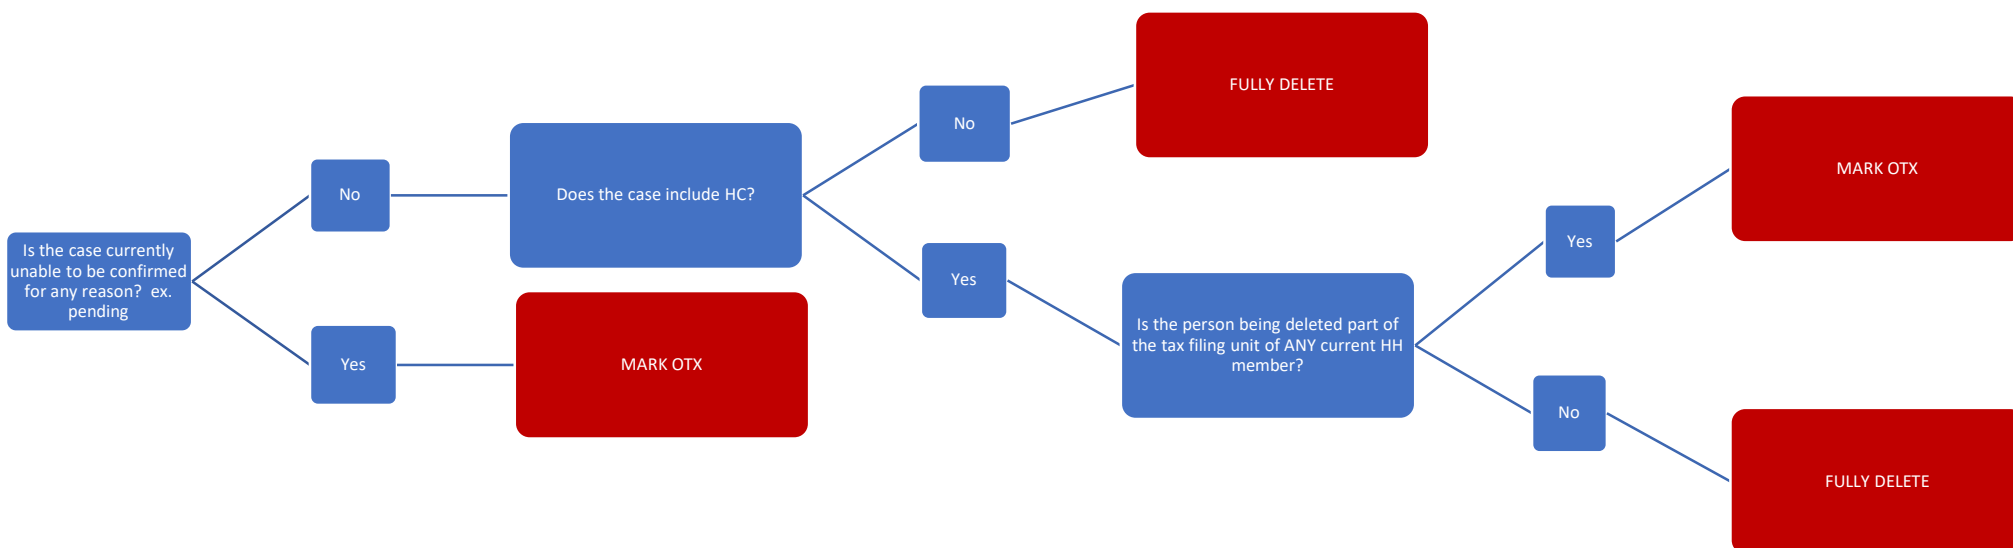 Is the case currently
unable to be confirmed
for any reason?  ex.
pending
No
Yes
Does the case include HC?
MARK OTX
No
Yes
FULLY DELETE
Is the person being deleted part of
the tax filing unit of ANY current HH
member?
Yes
No
MARK OTX
FULLY DELETE